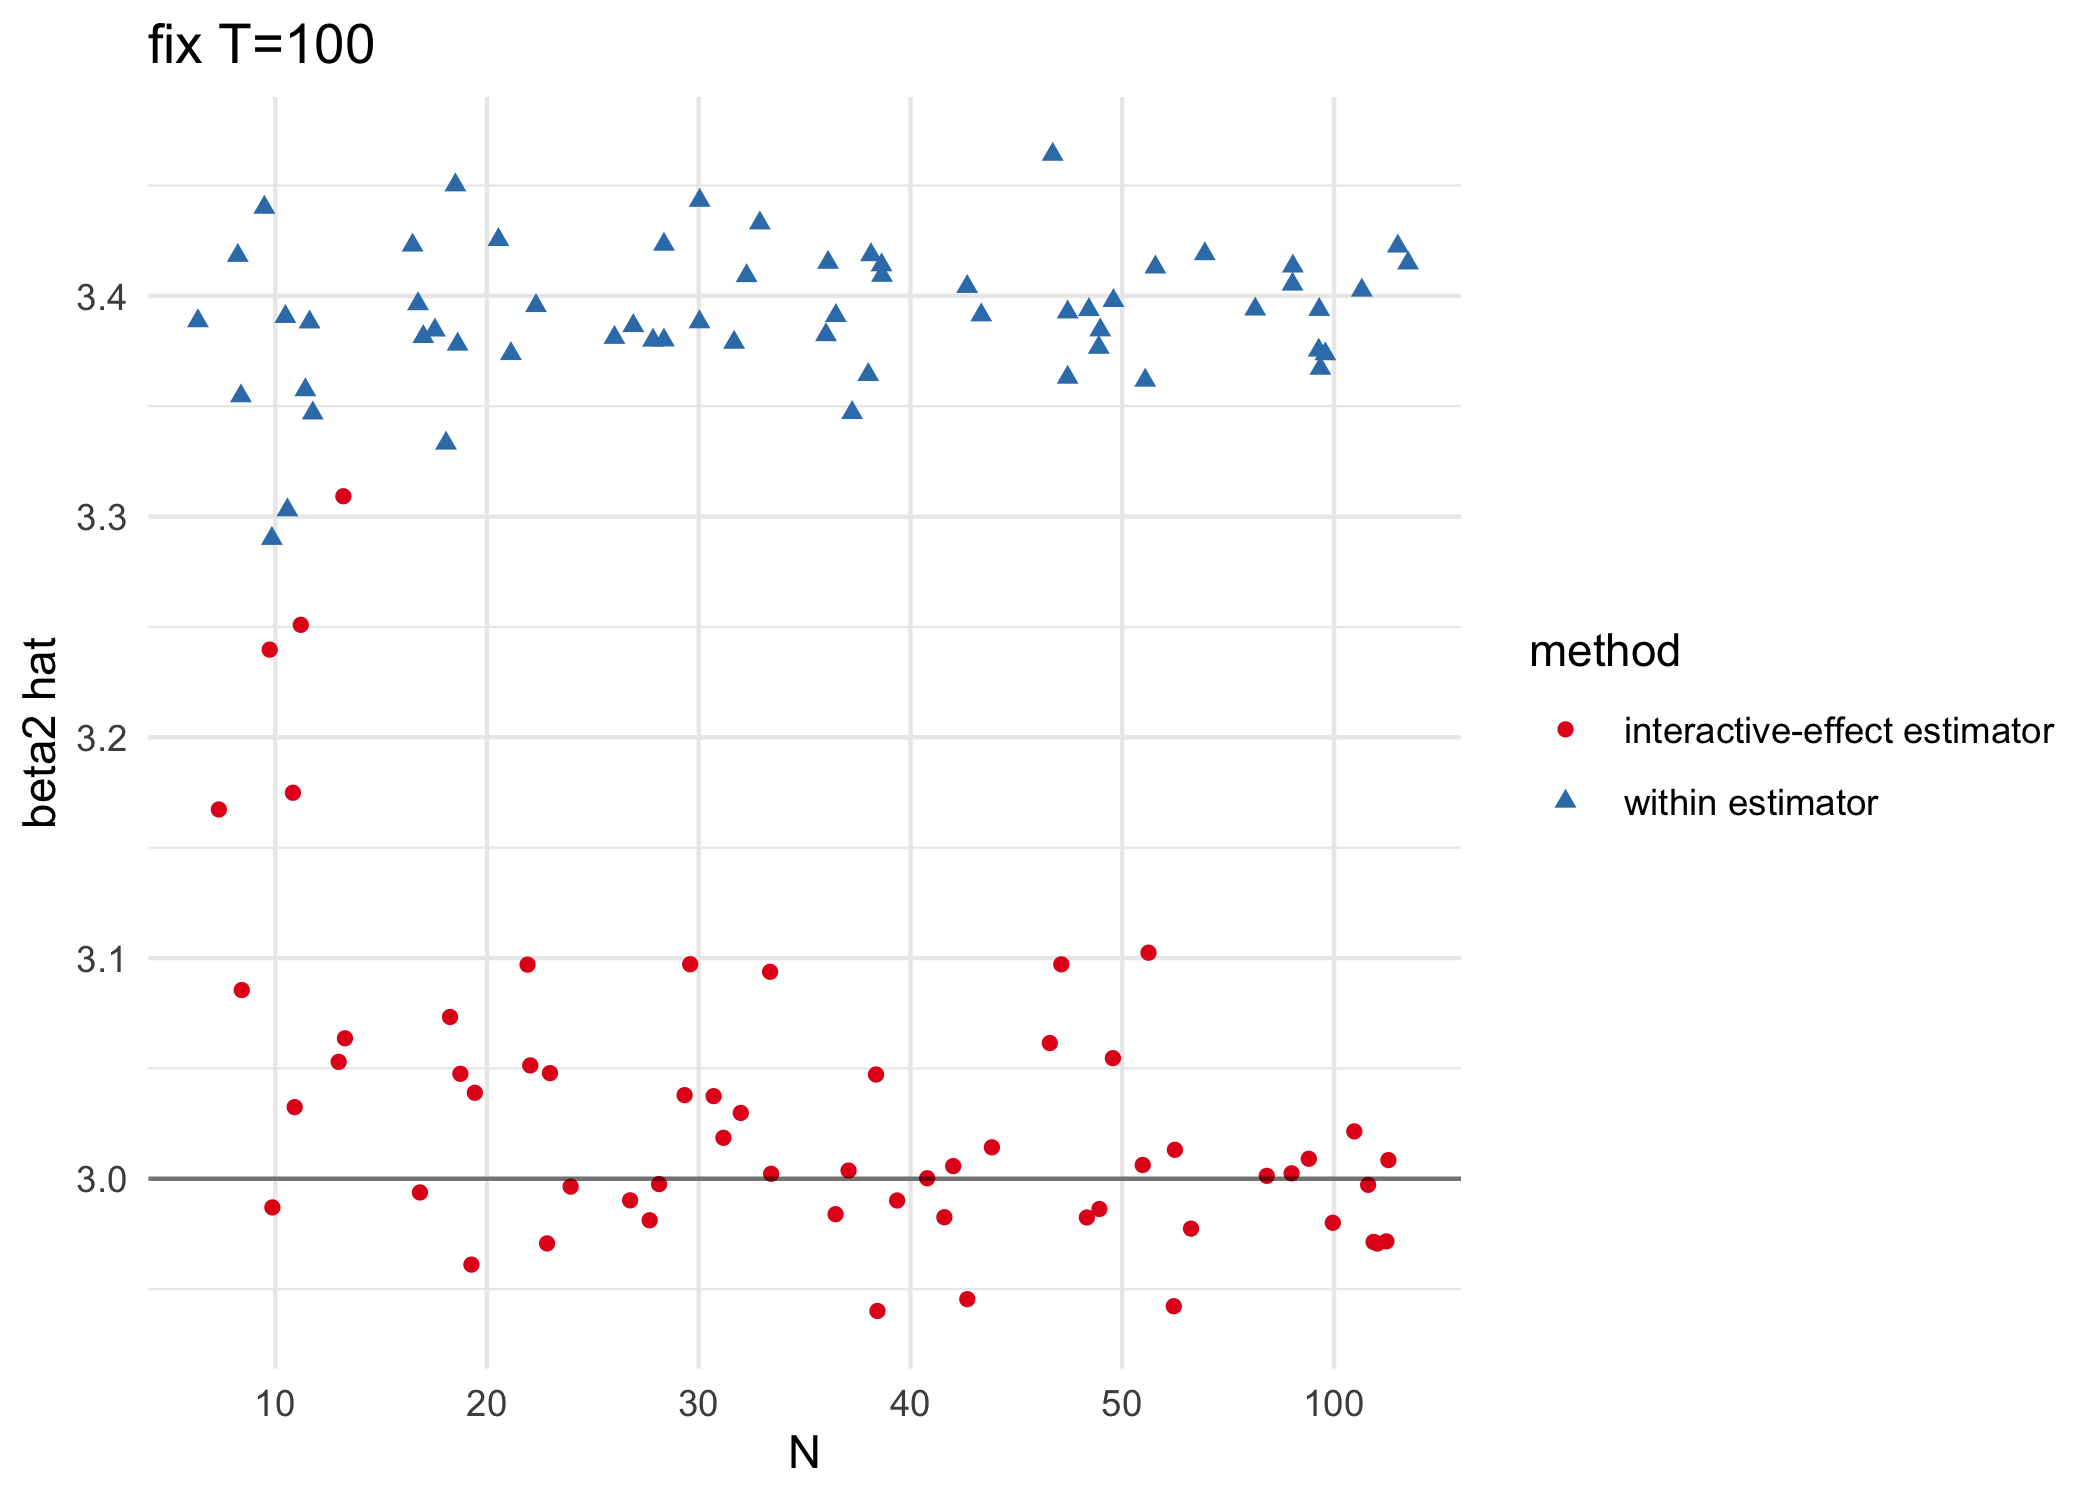 fix T=100
3.4
3.3
3.2
3.1
3.0
beta2 hat
10 20 30 40 50 100
N
method
interactive-effect estimator
within estimator